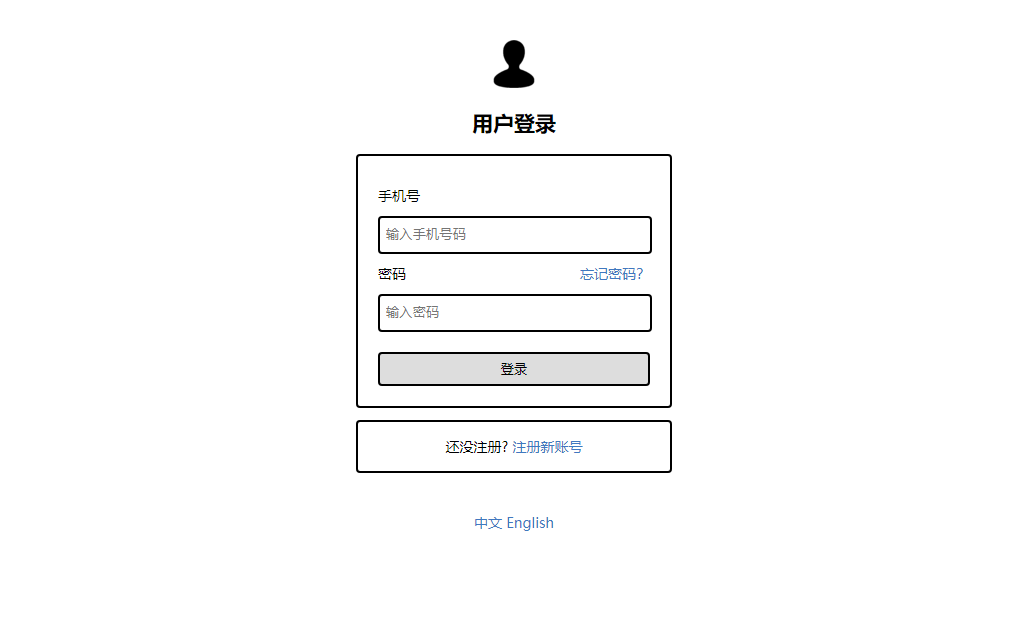 用户登录
手机号
输入手机号码
密码 忘记密码?
输入密码
登录
还没注册? 注册新账号
中文 English